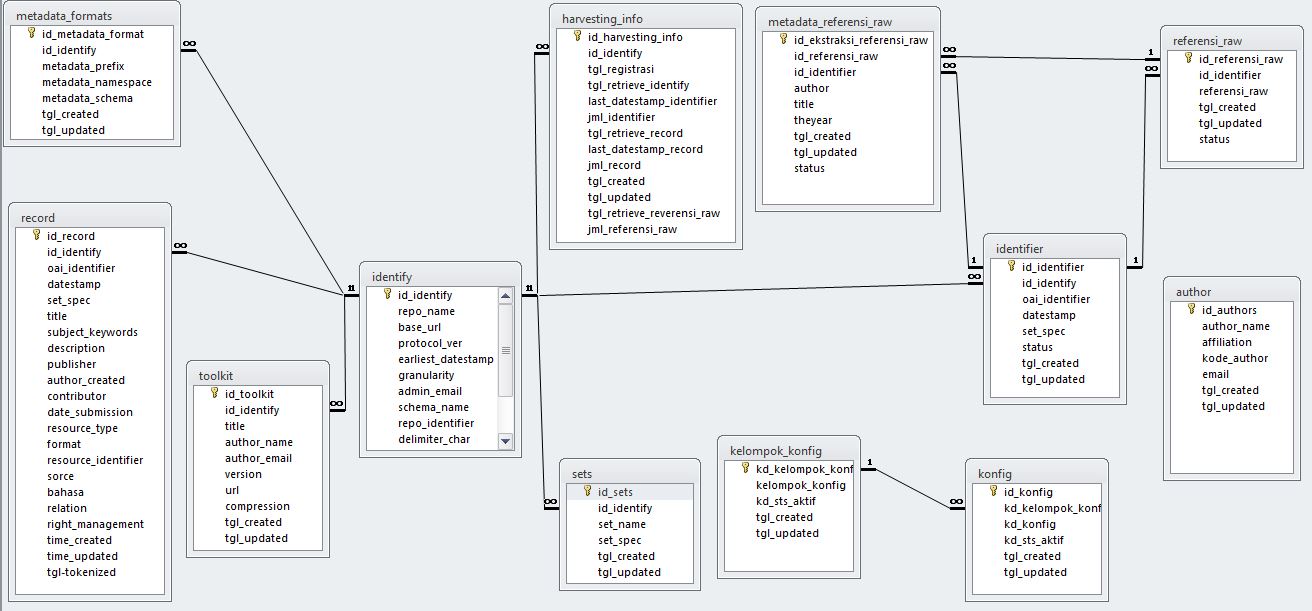 metadata_formats
id_metadata_format
id_identify
metadata_prefix
metadata_namespace
metadata_schema
tgl_created
tgl_updated
∞
harvesting_info
id_harvesting_info
id_identify
tgl_registrasi
tgl_retrieve_identify
last_datestamp_identifier
jml_identifier
tgl_retrieve_record
last_datestamp_record
jml_record
tgl_created
tgl_updated
tgl_retrieve_reverensi_raw
jml_referensi_raw
∞
metadata_referensi_raw
id_ekstraksi_referensi_raw
id_referensi_raw
id_identifier
author
title
theyear
tgl_created
tgl_updated
status
∞
∞
referensi_raw
id_referensi_raw
id_identifier
referensi_raw
tgl_created
tgl_updated
status
1
∞
record
id_record
id_identify
oai_identifier
datestamp
set_spec
title
subject_keywords
description
publisher
author_created
contributor
date_submission
resource_type
format
resource_identifier
sorce
bahasa
relation
right_management
time_created
time_updated
tgl-tokenized
∞
toolkit
id_toolkit
id_identify
title
author_name
author_email
version
url
compression
tgl_created
tgl_updated
∞
identify
id_identify
repo_name
base_url
protocol_ver
earliest_datestamp
granularity
admin_email
schema_name
repo_identifier
delimiter_char
11
11
sets
id_sets
id_identify
set_name
set_spec
tgl_created
tgl_updated
∞
kelompok_konfig
kd_kelompok_konf
kelompok_konfig
kd_sts_aktif
tgl_created
tgl_updated
1
konfig
id_konfig
kd_kelompok_konf
kd_konfig
kd_sts_aktif
tgl_created
tgl_updated
∞
identifier
id_identifier
id_identify
oai_identifier
datestamp
set_spec
status
tgl_created
tgl_updated
1
∞
1
author
id_authors
author_name
affiliation
kode_author
email
tgl_created
tgl_updated